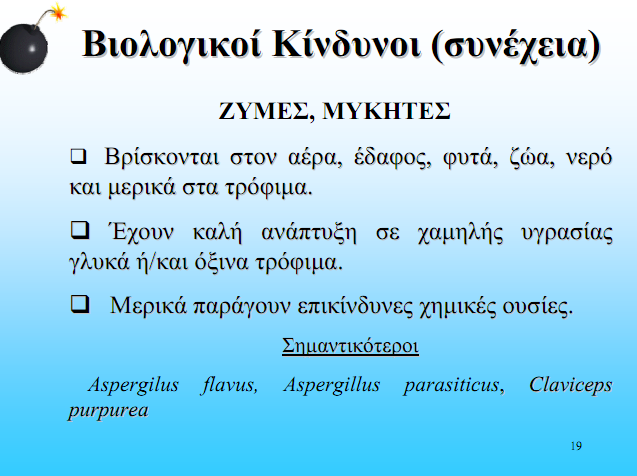 Βιολογικοί Κίνδυνοι (συνέχεια)
ΖΥΜΕΣ, ΜΥΚΗΤΕΣ
❑ Βρίσκονται στον αέρα, έδαφος, φυτά, ζώα, νερό
και μερικά στα τρόφιμα.
❑ Έχουν καλή ανάπτυξη σε χαμηλής υγρασίας
γλυκά ή/και όξινα τρόφιμα.
❑ Μερικά παράγουν επικίνδυνες χημικές ουσίες.
Σημαντικότεροι
Aspergilus flavus, Aspergillus parasiticus, Claviceps
purpurea
19